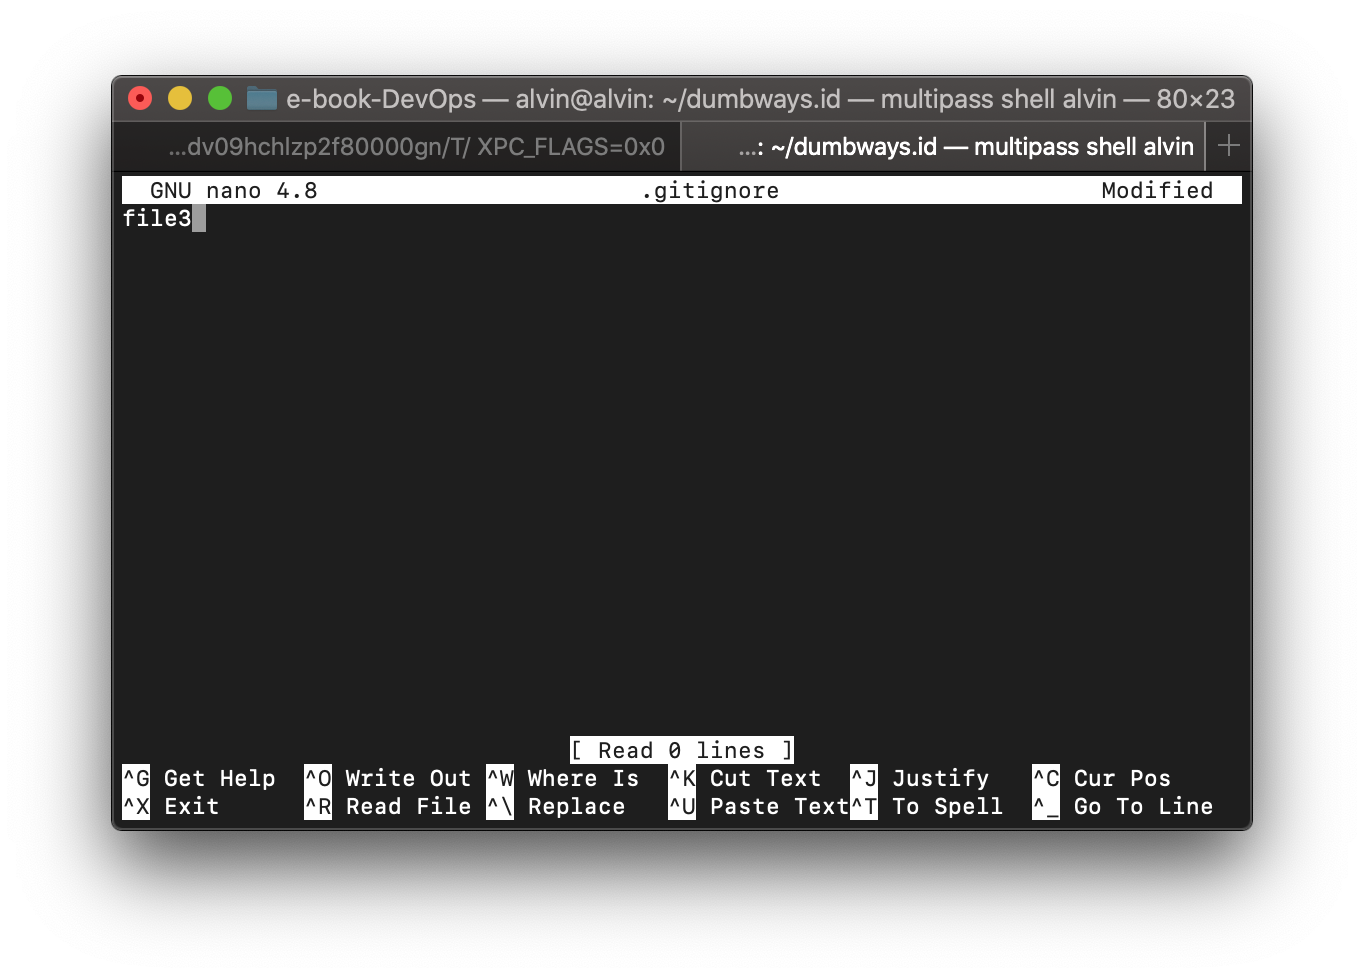 e-book-DevOps — alvin@alvin: ~/dumbways.id — multipass shell alvin — 80×23
...dv09hchlzp2f80000gn/T/ XPC_FLAGS=0x0 ...: ~/dumbways.id — multipass shell alvin +
GNU nano 4.8 .gitignore Modified
file3
[ Read 0 lines ]
^G Get Help ^O Write Out ^W Where Is ^K Cut Text ^J Justify ^C Cur Pos
^X Exit ^R Read File ^\ Replace ^U Paste Text^T To Spell ^_ Go To Line